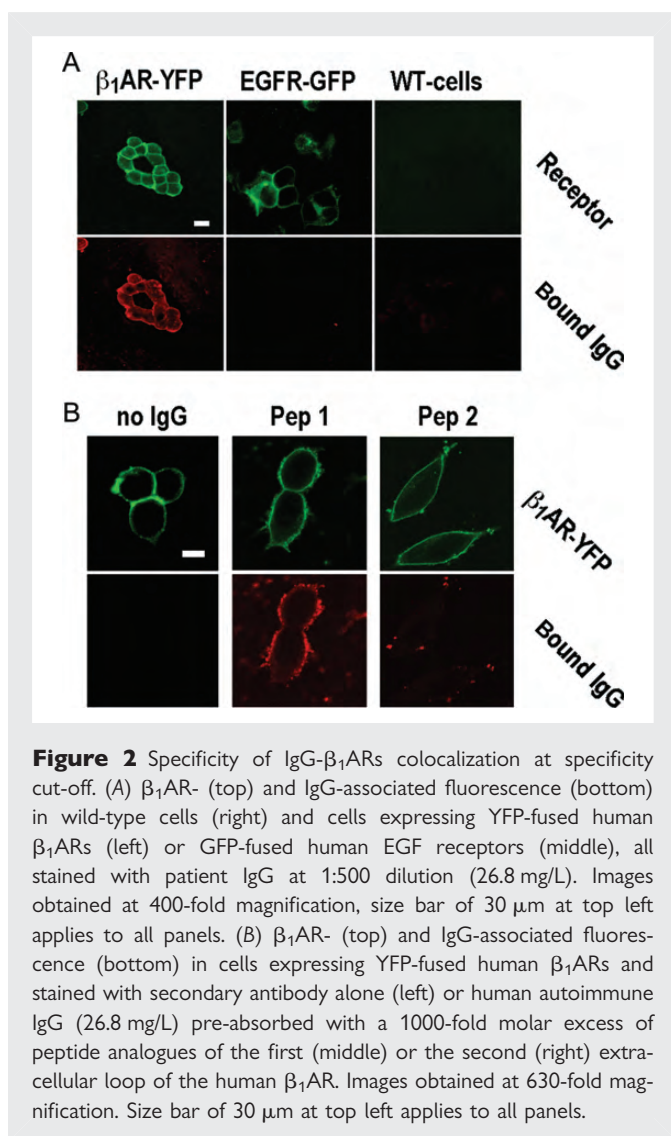 A
β₁AR-YFP EGFR-GFP WT-cells
Receptor
Bound IgG
B
no IgG Pep 1 Pep 2
β₁AR-YFP
Bound IgG
Figure 2 Specificity of IgG-β₁ARs colocalization at specificity
cut-off. (A) β₁AR- (top) and IgG-associated fluorescence (bottom)
in wild-type cells (right) and cells expressing YFP-fused human
β₁ARs (left) or GFP-fused human EGF receptors (middle), all
stained with patient IgG at 1:500 dilution (26.8 mg/L). Images
obtained at 400-fold magnification, size bar of 30 μm at top left
applies to all panels. (B) β₁AR- (top) and IgG-associated fluores-
cence (bottom) in cells expressing YFP-fused human β₁ARs and
stained with secondary antibody alone (left) or human autoimmune
IgG (26.8 mg/L) pre-absorbed with a 1000-fold molar excess of
peptide analogues of the first (middle) or the second (right) extra-
cellular loop of the human β₁AR. Images obtained at 630-fold mag-
nification. Size bar of 30 μm at top left applies to all panels.